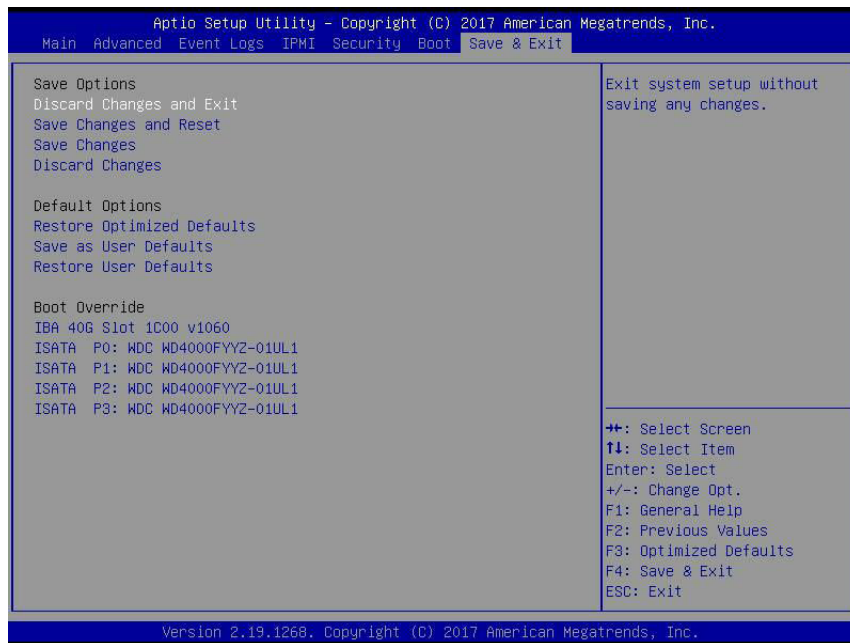 Aptio Setup Utility – Copyright (C) 2017 American Megatrends, Inc.
Main Advanced Event Logs IPMI Security Boot Save & Exit
Save Options
Discard Changes and Exit
Save Changes and Reset
Save Changes
Discard Changes
Default Options
Restore Optimized Defaults
Save as User Defaults
Restore User Defaults
Boot Override
IBA 40G Slot 1C00 v1060
ISATA P0: WDC WD4000FYYZ-01UL1
ISATA P1: WDC WD4000FYYZ-01UL1
ISATA P2: WDC WD4000FYYZ-01UL1
ISATA P3: WDC WD4000FYYZ-01UL1
Exit system setup without
saving any changes.
→←: Select Screen
↑↓: Select Item
Enter: Select
+/-: Change Opt.
F1: General Help
F2: Previous Values
F3: Optimized Defaults
F4: Save & Exit
ESC: Exit
Version 2.19.1268. Copyright (C) 2017 American Megatrends, Inc.